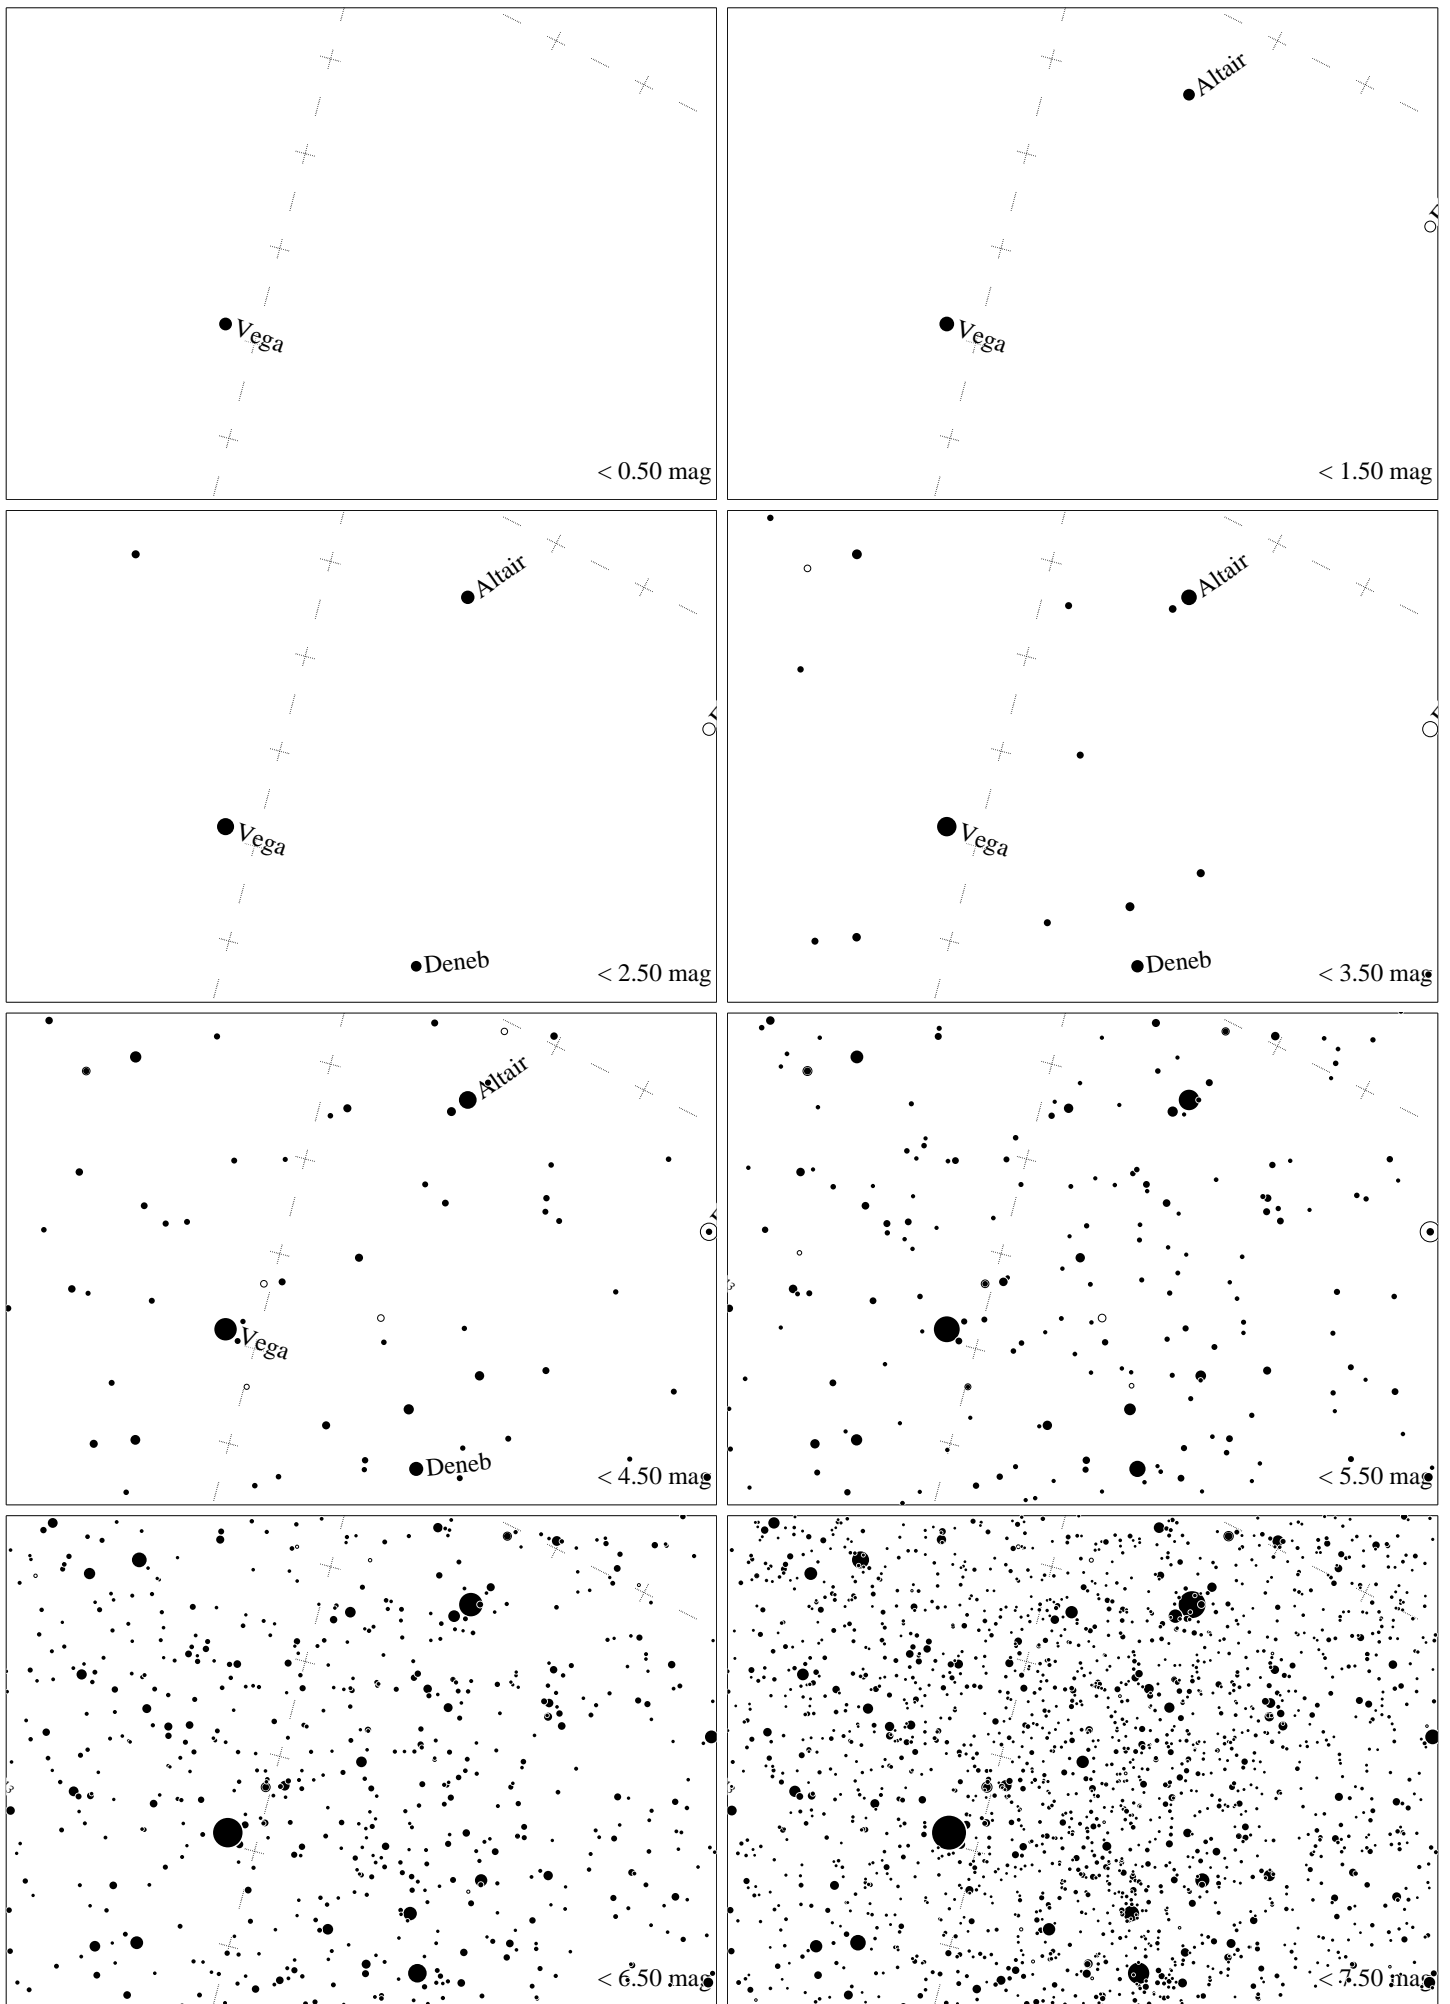 Vega
< 0.50 mag
Altair
Vega
< 1.50 mag
Altair
Vega
Deneb
< 2.50 mag
Altair
Vega
Deneb
< 3.50 mag
Altair
Vega
Deneb
< 4.50 mag
< 5.50 mag
< 6.50 mag
< 7.50 mag